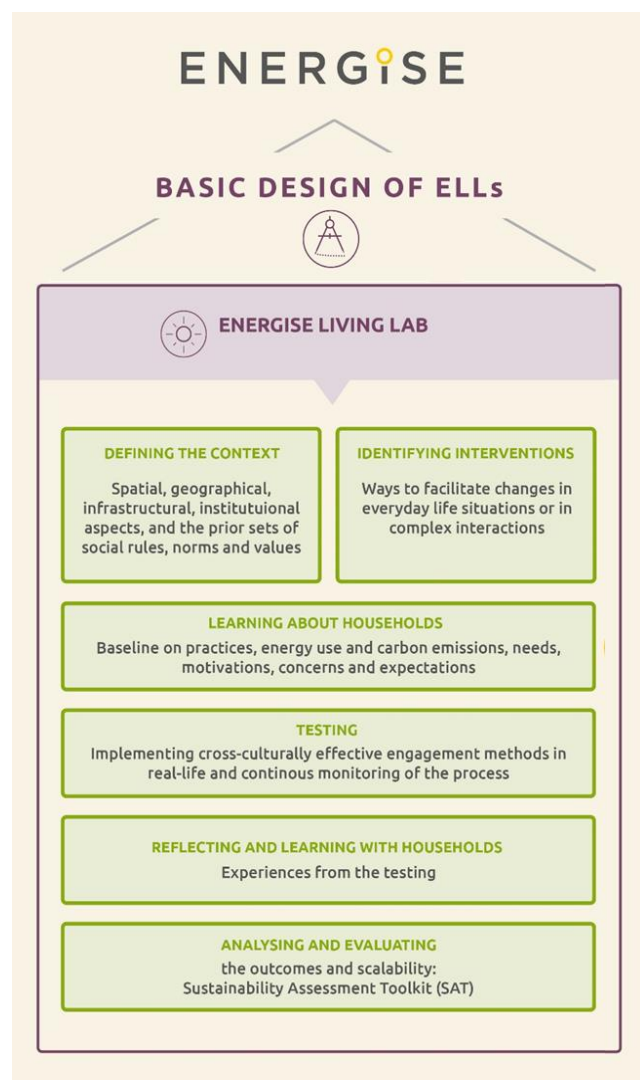 ENERGiSE
BASIC DESIGN OF ELLs
ENERGISE LIVING LAB
DEFINING THE CONTEXT
Spatial, geographical,
infrastructural, instituituional
aspects, and the prior sets of
social rules, norms and values
IDENTIFYING INTERVENTIONS
Ways to facilitate changes in
everyday life situations or in
complex interactions
LEARNING ABOUT HOUSEHOLDS
Baseline on practices, energy use and carbon emissions, needs,
motivations, concerns and expectations
TESTING
Implementing cross-culturally effective engagement methods in
real-life and continous monitoring of the process
REFLECTING AND LEARNING WITH HOUSEHOLDS
Experiences from the testing
ANALYSING AND EVALUATING
the outcomes and scalability:
Sustainability Assessment Toolkit (SAT)